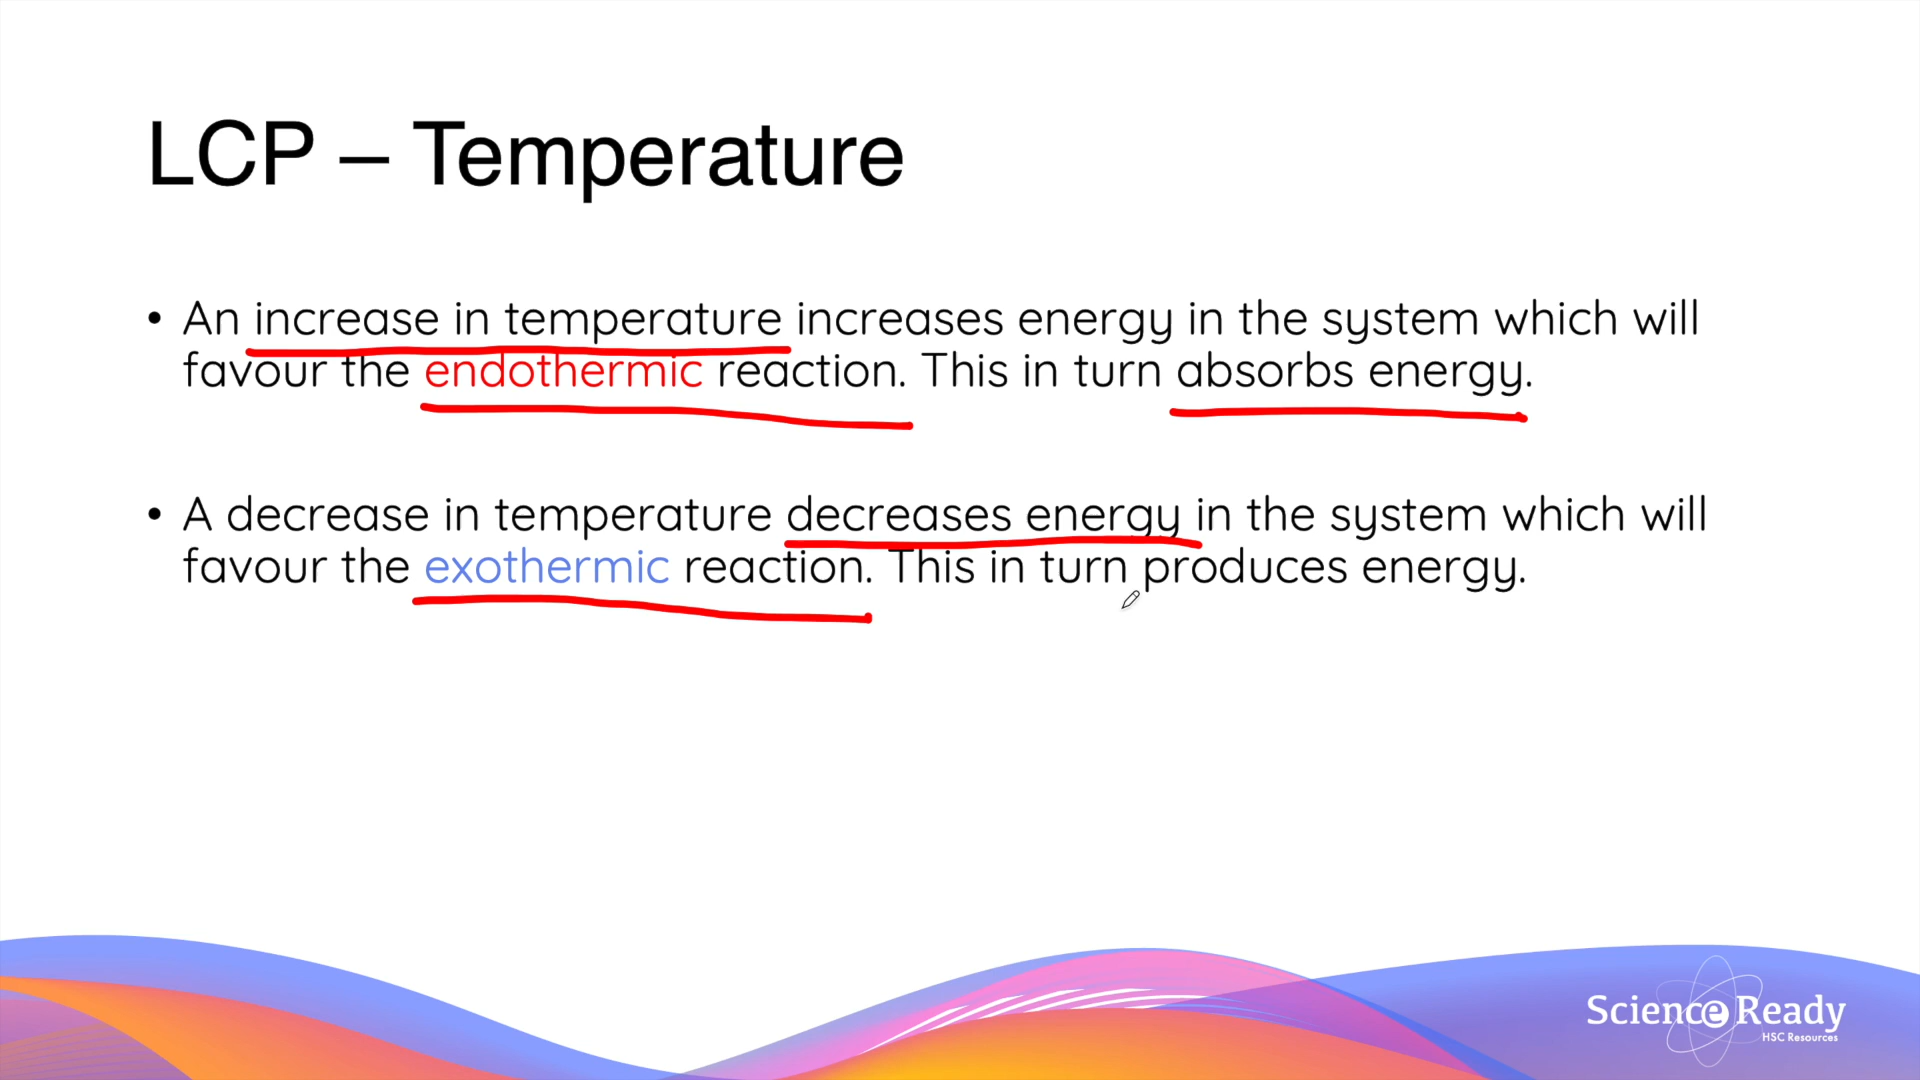 LCP – Temperature
• An increase in temperature increases energy in the system which will
favour the endothermic reaction. This in turn absorbs energy.
• A decrease in temperature decreases energy in the system which will
favour the exothermic reaction. This in turn produces energy.
Science Ready
HSC Resources